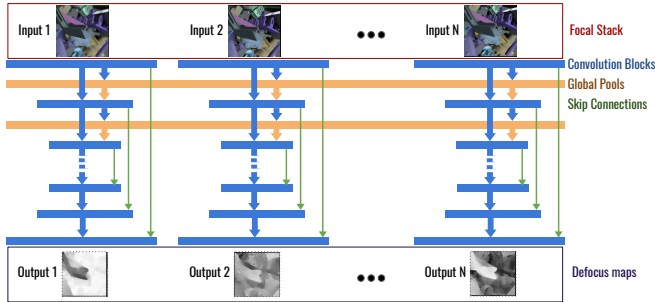 Input 1
Input 2
Input N
Focal Stack
Convolution Blocks
Global Pools
Skip Connections
Output 1
Output 2
Output N
Defocus maps